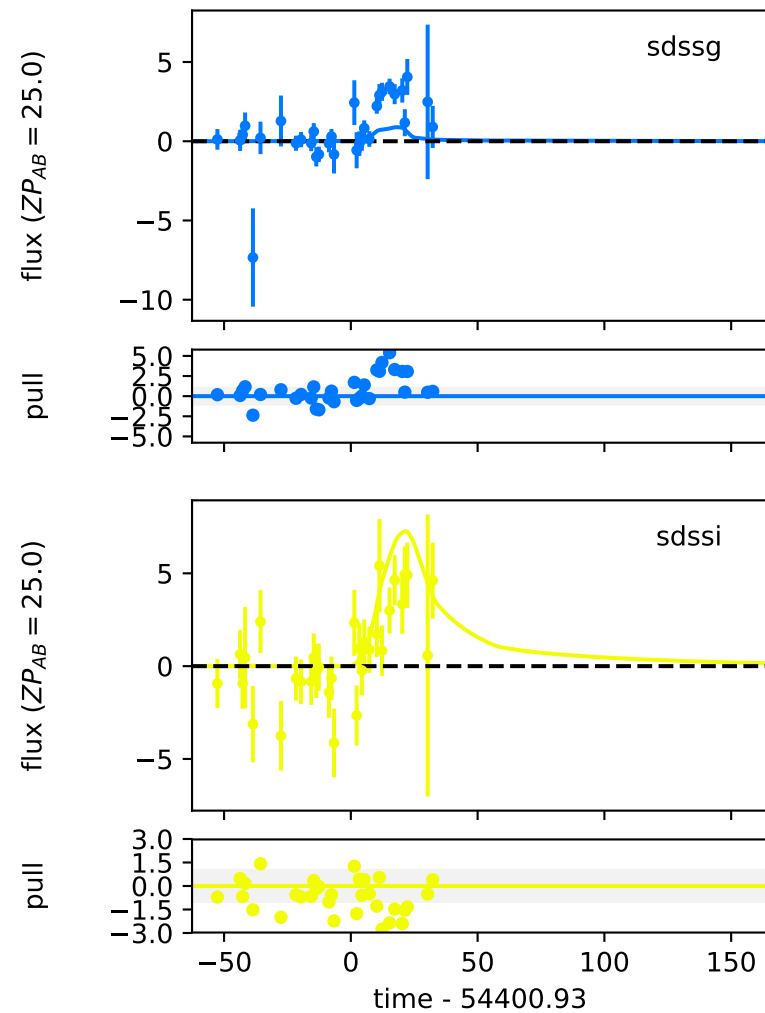 sdssg
flux (ZP_AB = 25.0)
5
0
−5
−10
pull
5.0
2.5
0.0
−2.5
−5.0
sdssi
flux (ZP_AB = 25.0)
5
0
−5
pull
3.0
1.5
0.0
−1.5
−3.0
−50 0 50 100 150
time - 54400.93